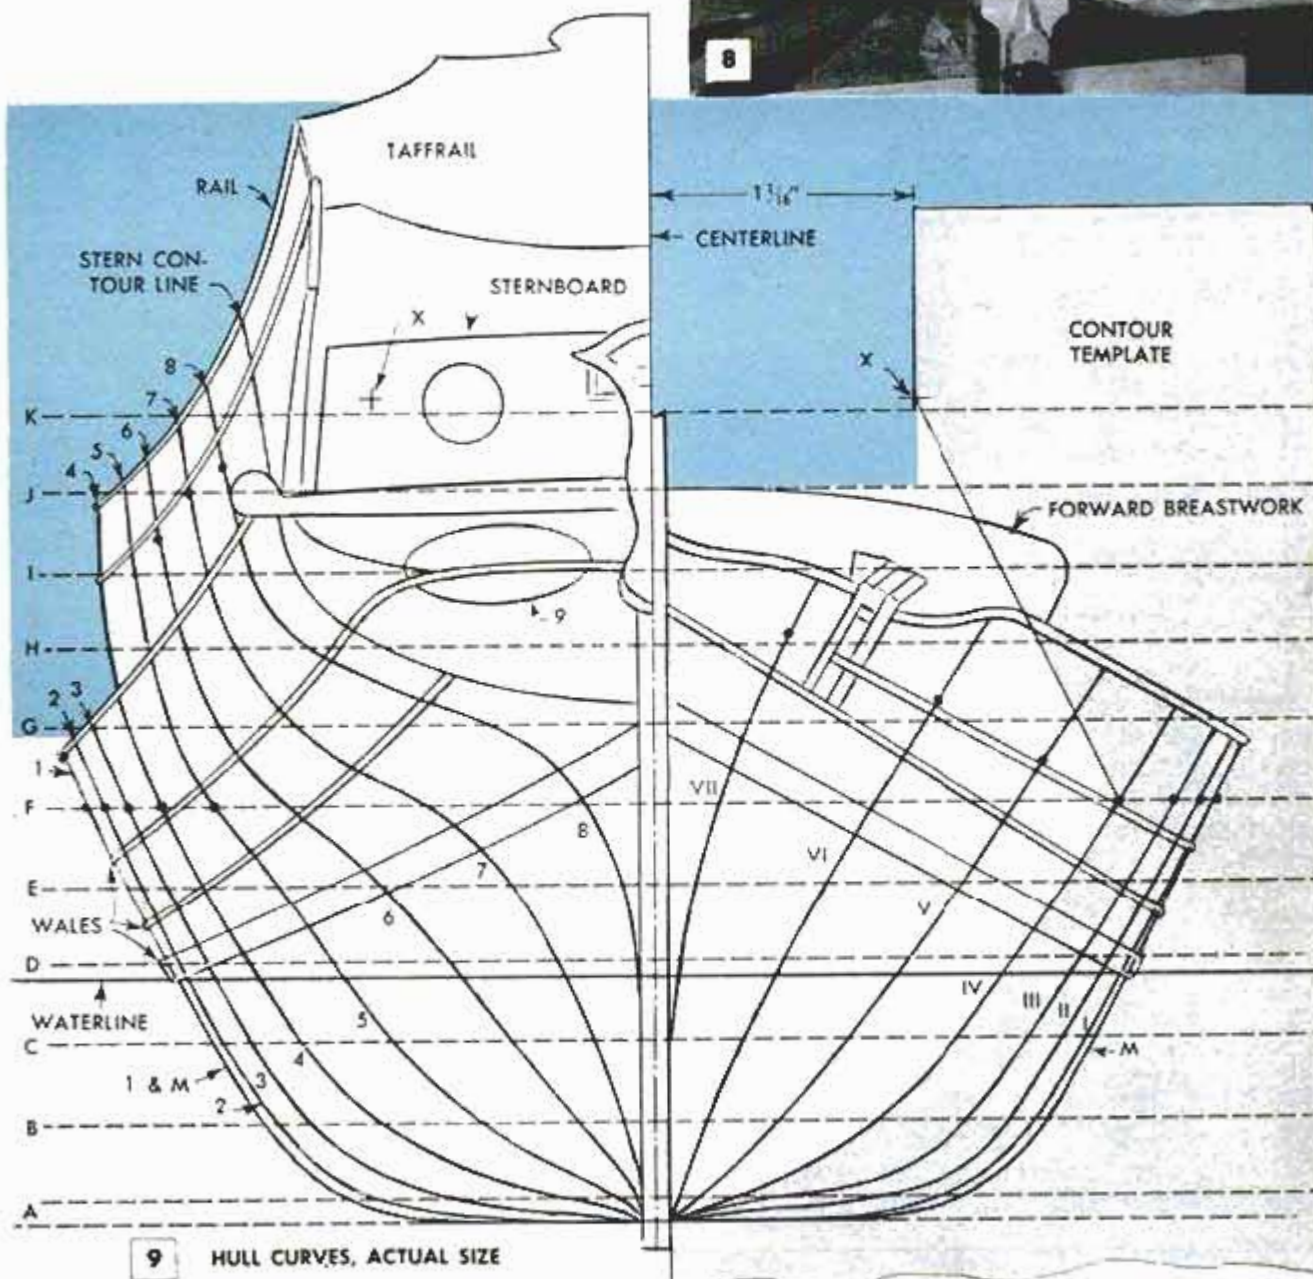 8
TAFFRAIL
RAIL
1 3/16"
CENTERLINE
STERN CON-
TOUR LINE
STERNBOARD
X
CONTOUR
TEMPLATE
X
8
7
K
6
5
4
J
FORWARD BREASTWORK
I
9
H
3
2
G
1
F
VII
8
VI
7
E
V
6
WALES
D
IV
III
II
I
WATERLINE
5
C
M
4
1 & M
3
2
B
A
9 HULL CURVES, ACTUAL SIZE